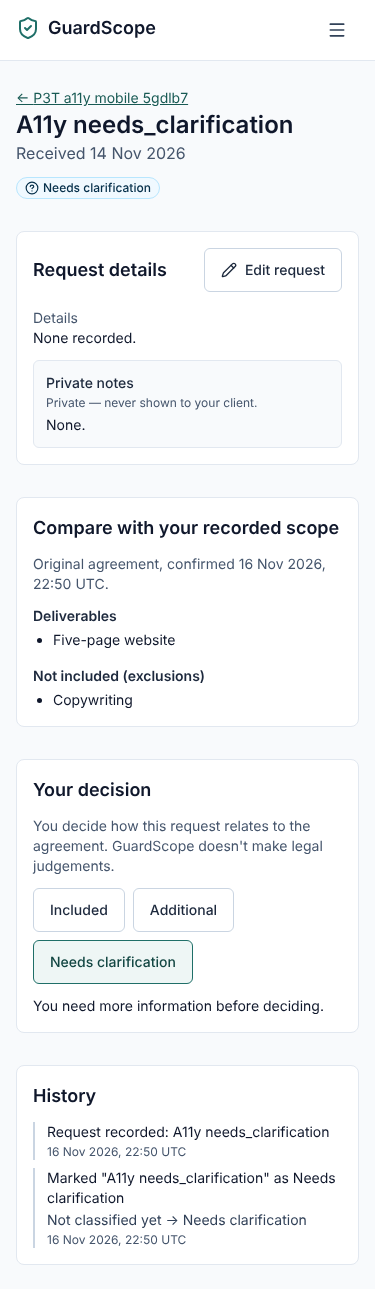 GuardScope
← P3T a11y mobile 5gdlb7
A11y needs_clarification
Received 14 Nov 2026
Needs clarification
Request details
Edit request
Details
None recorded.
Private notes
Private — never shown to your client.
None.
Compare with your recorded scope
Original agreement, confirmed 16 Nov 2026,
22:50 UTC.
Deliverables
• Five-page website
Not included (exclusions)
• Copywriting
Your decision
You decide how this request relates to the
agreement. GuardScope doesn't make legal
judgements.
Included
Additional
Needs clarification
You need more information before deciding.
History
Request recorded: A11y needs_clarification
16 Nov 2026, 22:50 UTC
Marked "A11y needs_clarification" as Needs
clarification
Not classified yet → Needs clarification
16 Nov 2026, 22:50 UTC